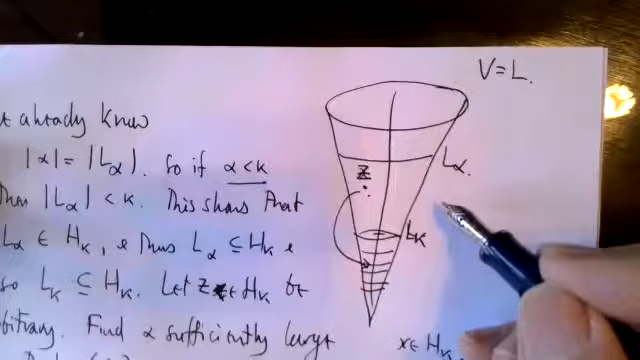 already know
|α| = |Lα|. So if α < κ
Then |Lα| < κ. This shows that
Lα ∈ Hκ, & thus Lα ⊆ Hκ &
so Lκ ⊆ Hκ. Let z ∈ Hκ be
arbitrary. Find α sufficiently large
V=L.
Lα.
z
Lκ
x ∈ Hκ